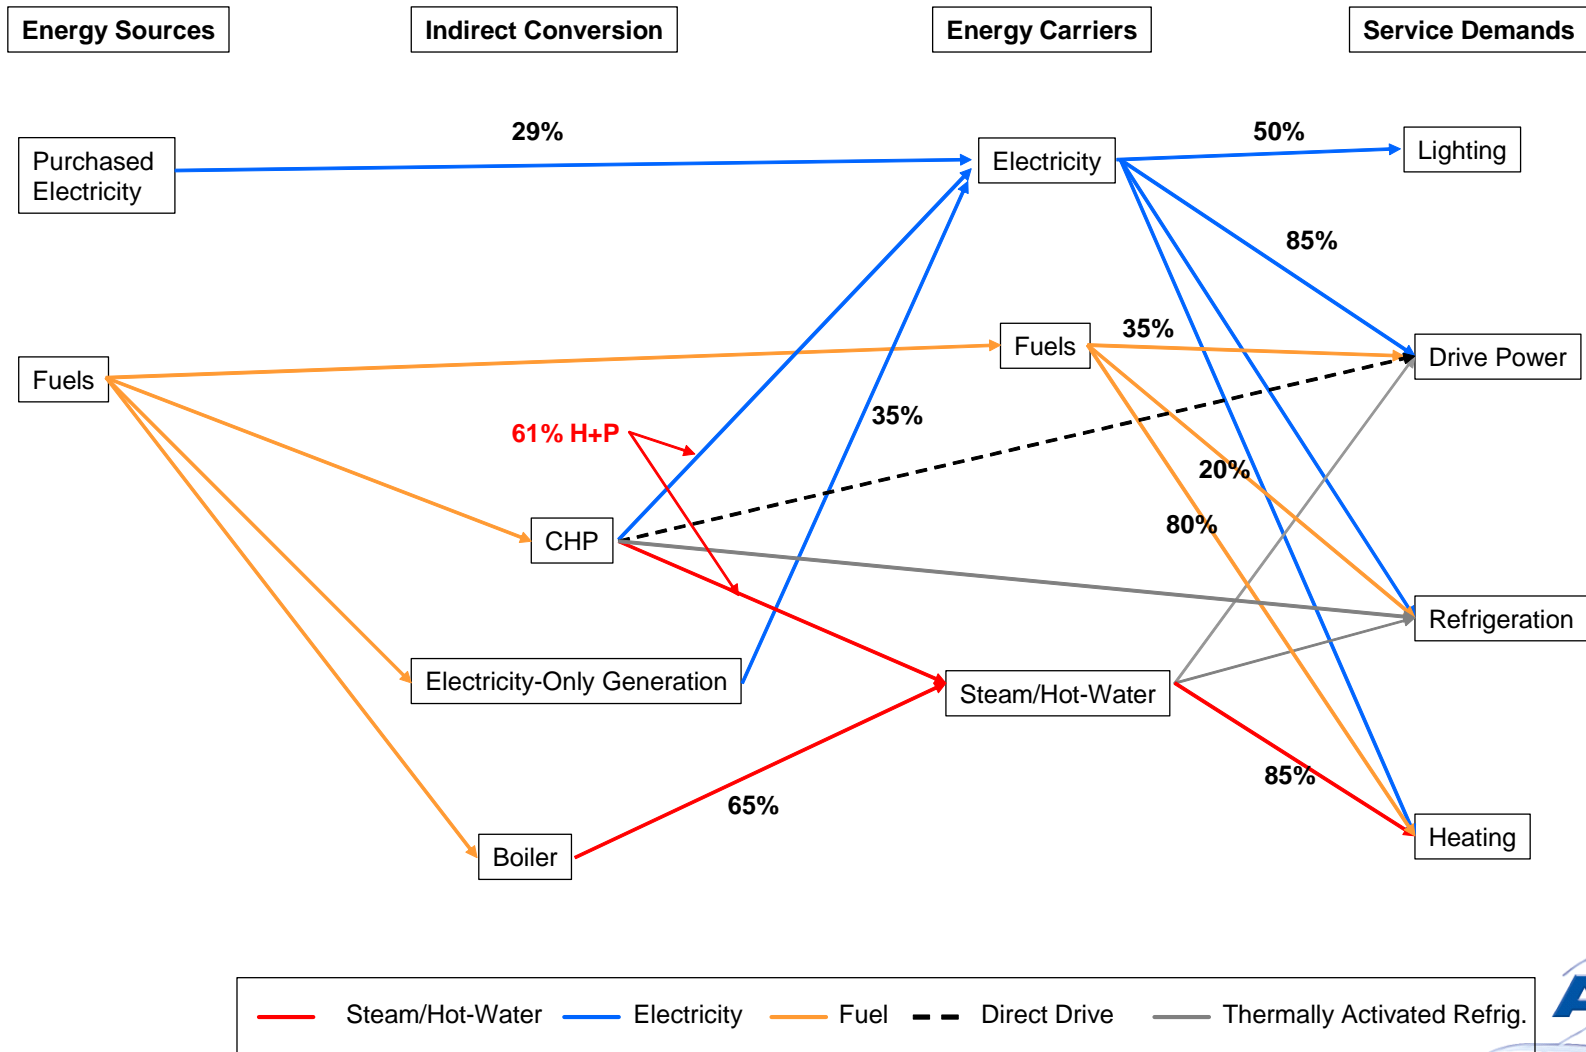 Energy Sources
Indirect Conversion
Energy Carriers
Service Demands
29%
50%
Purchased
Electricity
Electricity
Lighting
85%
35%
Fuels
Fuels
Drive Power
35%
61% H+P
20%
80%
CHP
Refrigeration
Electricity-Only Generation
Steam/Hot-Water
85%
65%
Boiler
Heating
Steam/Hot-Water
Electricity
Fuel
Direct Drive
Thermally Activated Refrig.